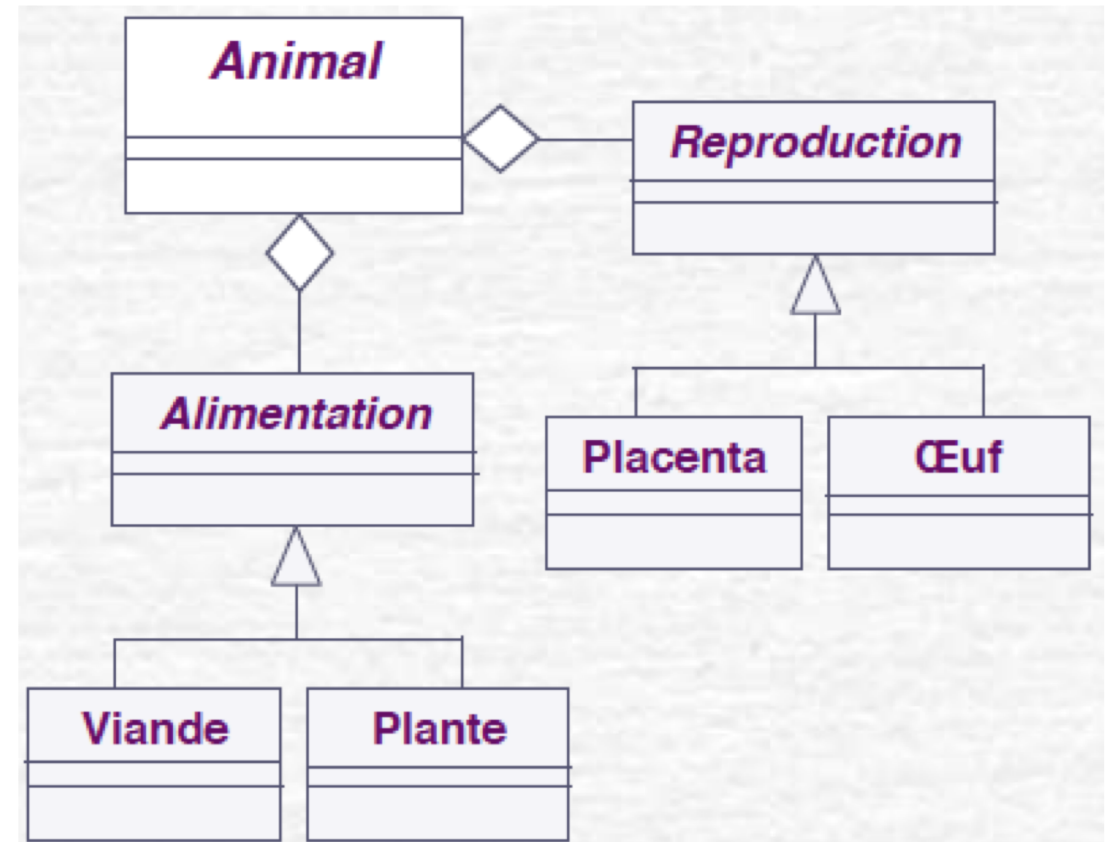 Animal
Reproduction
Alimentation
Placenta
Œuf
Viande
Plante